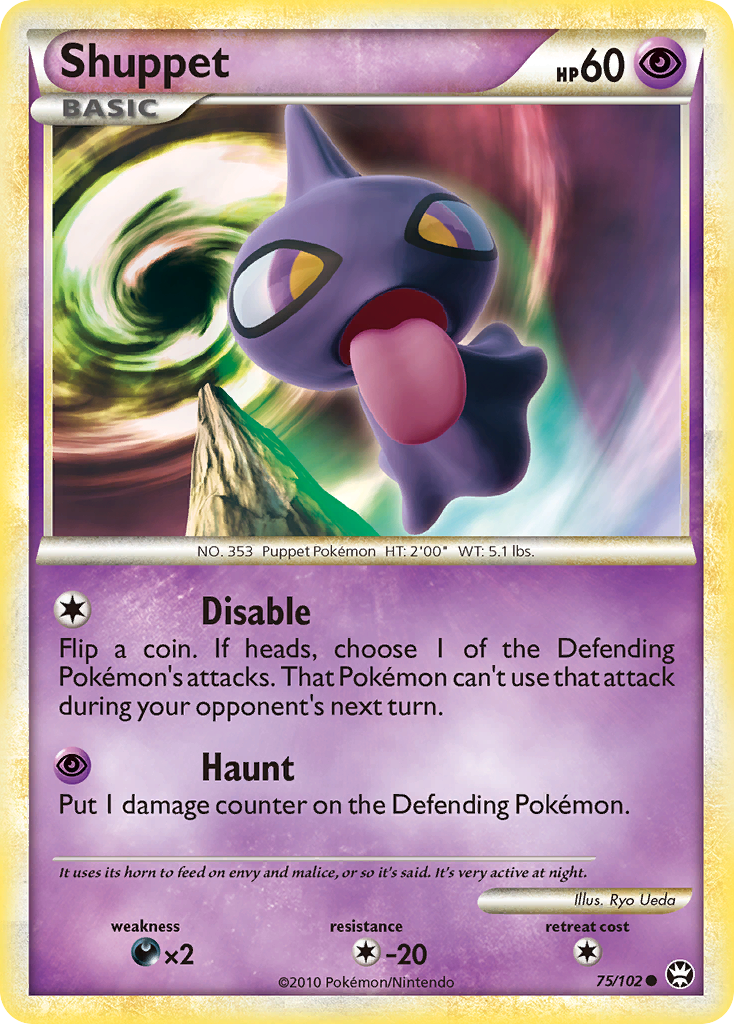 Shuppet
HP 60
BASIC
NO. 353 Puppet Pokémon HT: 2'00" WT: 5.1 lbs.
Disable
Flip a coin. If heads, choose 1 of the Defending
Pokémon's attacks. That Pokémon can't use that attack
during your opponent's next turn.
Haunt
Put 1 damage counter on the Defending Pokémon.
It uses its horn to feed on envy and malice, or so it's said. It's very active at night.
Illus. Ryo Ueda
weakness resistance retreat cost
×2 -20
©2010 Pokémon/Nintendo 75/102